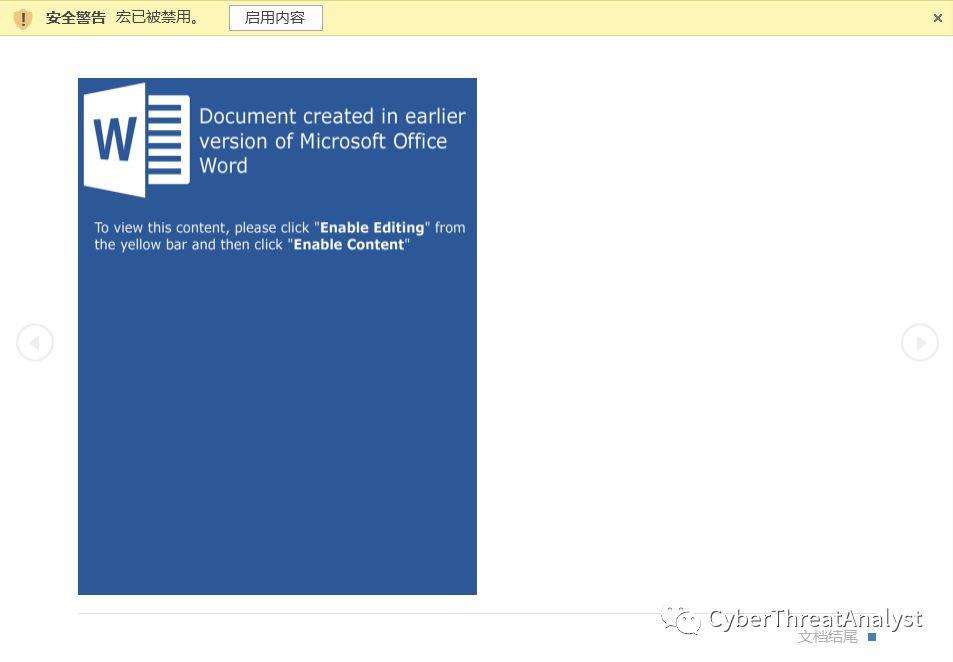 安全警告 宏已被禁用。 启用内容
W
Document created in earlier
version of Microsoft Office
Word
To view this content, please click "Enable Editing" from
the yellow bar and then click "Enable Content"
CyberThreatAnalyst
文档结尾